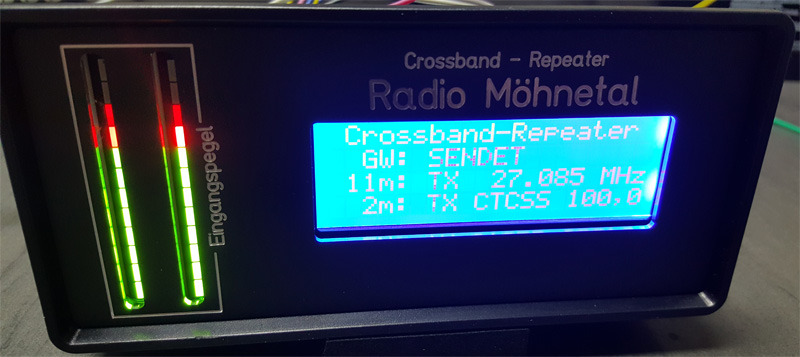 Crossband - Repeater
Radio Möhnetal
Eingangspegel
Crossband-Repeater
GW: SENDET
11m: TX 27.085 MHz
2m: TX CTCSS 100,0